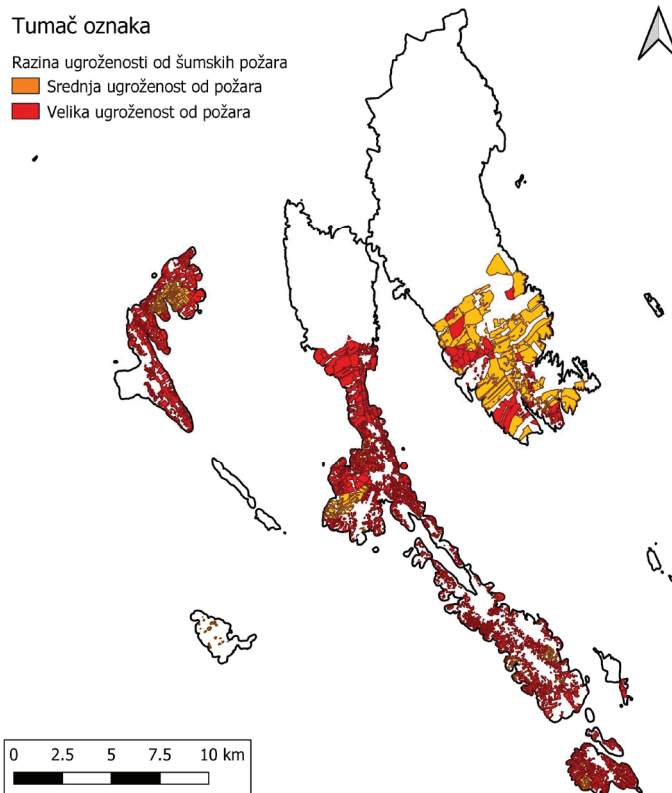 Tumač oznaka
Razina ugroženosti od šumskih požara
Srednja ugroženost od požara
Velika ugroženost od požara
0 2.5 5 7.5 10 km